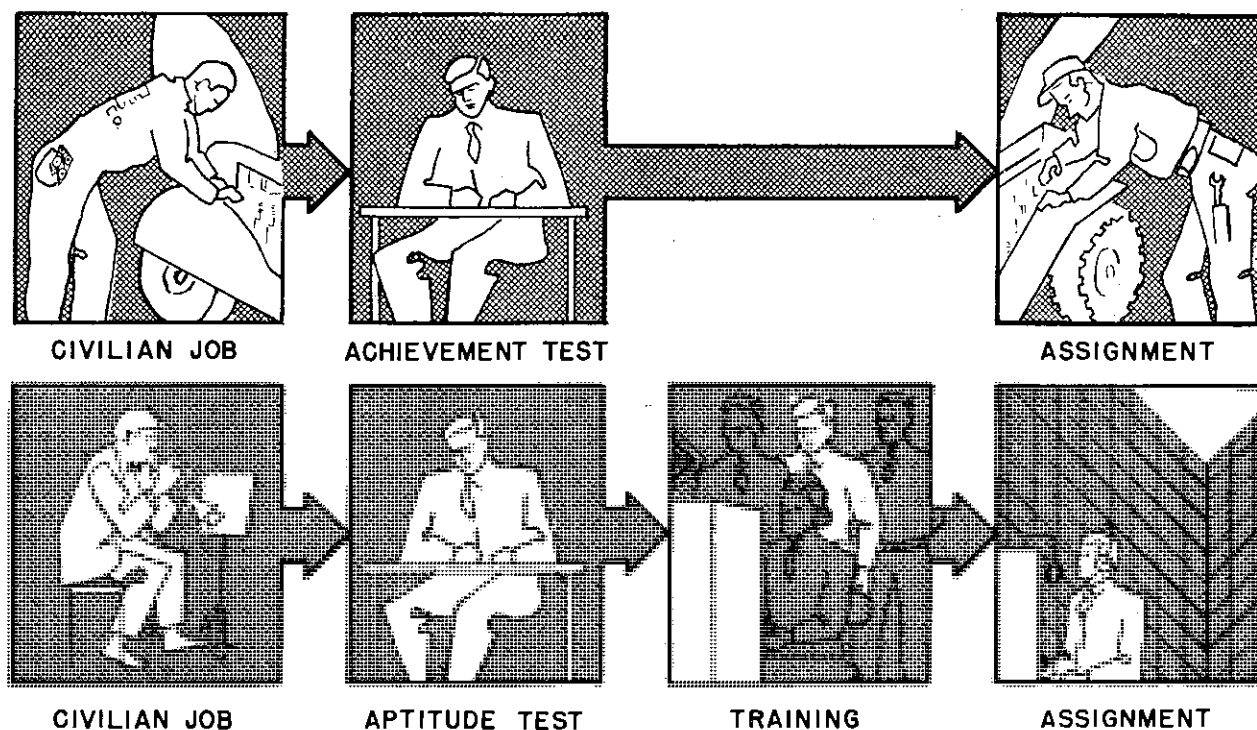 CIVILIAN JOB ACHIEVEMENT TEST ASSIGNMENT
CIVILIAN JOB APTITUDE TEST TRAINING ASSIGNMENT